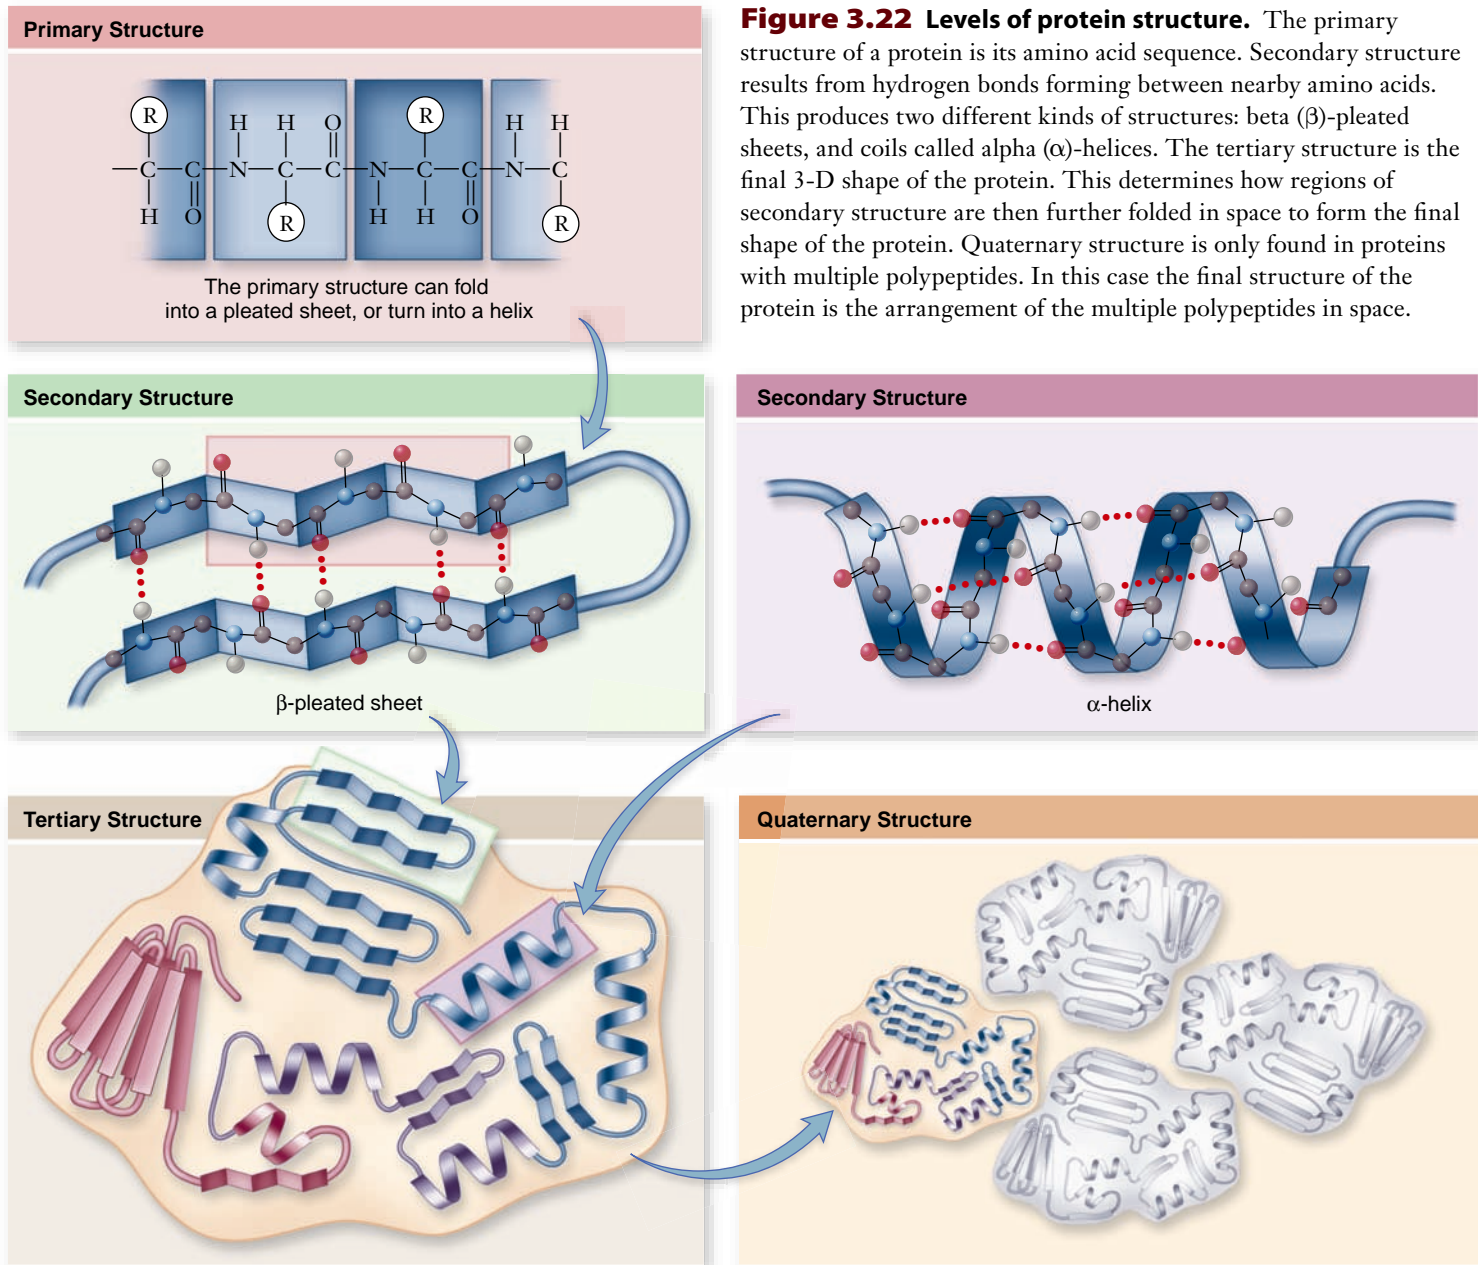 Primary Structure
Figure 3.22 Levels of protein structure. The primary
structure of a protein is its amino acid sequence. Secondary structure
results from hydrogen bonds forming between nearby amino acids.
This produces two different kinds of structures: beta (β)-pleated
sheets, and coils called alpha (α)-helices. The tertiary structure is the
final 3-D shape of the protein. This determines how regions of
secondary structure are then further folded in space to form the final
shape of the protein. Quaternary structure is only found in proteins
with multiple polypeptides. In this case the final structure of the
protein is the arrangement of the multiple polypeptides in space.
R H H O R H H
C C N C C N C C N C
H O R H H O R
The primary structure can fold
into a pleated sheet, or turn into a helix
Secondary Structure
β-pleated sheet
Secondary Structure
α-helix
Tertiary Structure
Quaternary Structure